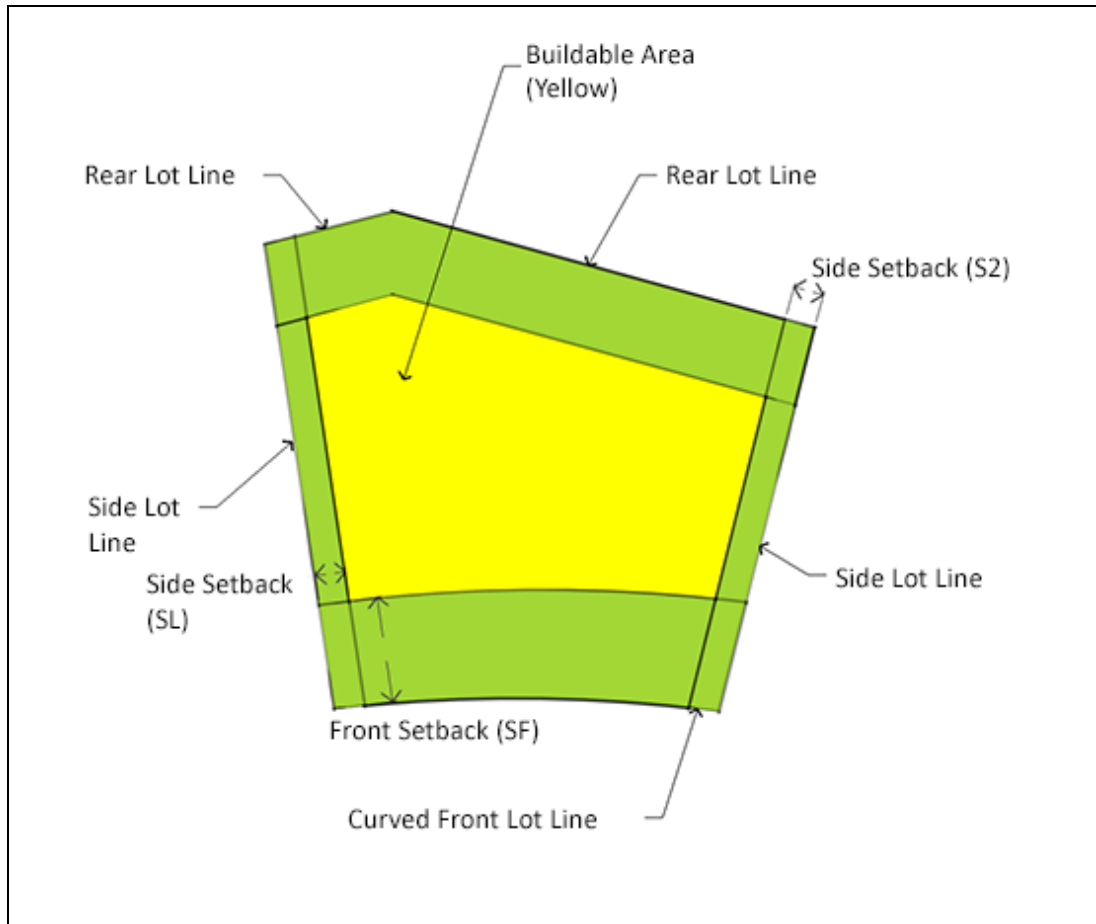 Buildable Area
(Yellow)
Rear Lot Line
Rear Lot Line
Side Setback (S2)
Side Lot
Line
Side Setback
(SL)
Side Lot Line
Front Setback (SF)
Curved Front Lot Line